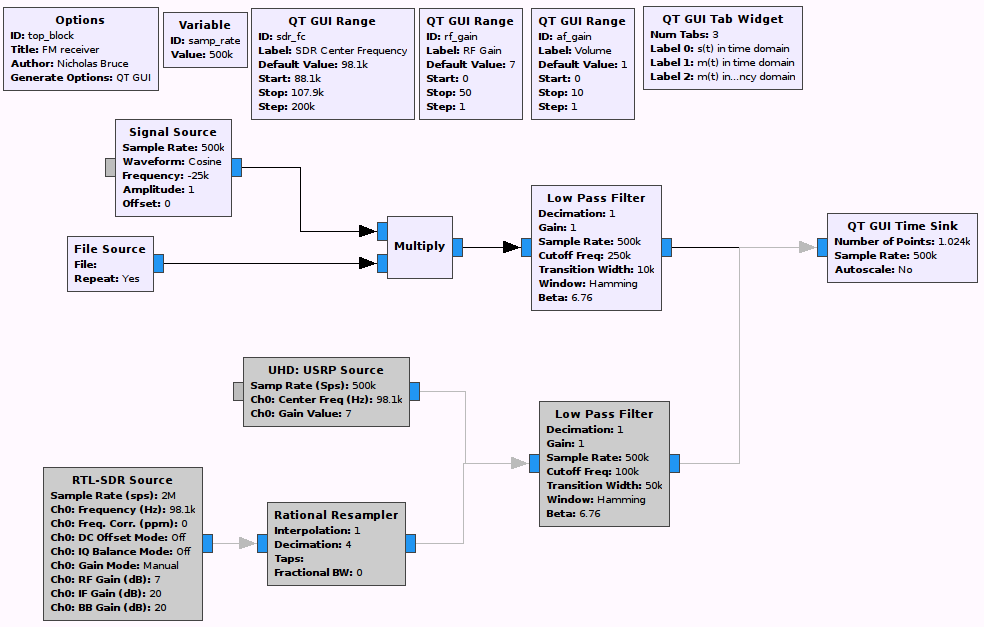 Options
ID: top_block
Title: FM receiver
Author: Nicholas Bruce
Generate Options: QT GUI
Variable
ID: samp_rate
Value: 500k
QT GUI Range
ID: sdr_fc
Label: SDR Center Frequency
Default Value: 98.1k
Start: 88.1k
Stop: 107.9k
Step: 200k
QT GUI Range
ID: rf_gain
Label: RF Gain
Default Value: 7
Start: 0
Stop: 50
Step: 1
QT GUI Range
ID: af_gain
Label: Volume
Default Value: 1
Start: 0
Stop: 10
Step: 1
QT GUI Tab Widget
Num Tabs: 3
Label 0: s(t) in time domain
Label 1: m(t) in time domain
Label 2: m(t) in...ncy domain
Signal Source
Sample Rate: 500k
Waveform: Cosine
Frequency: -25k
Amplitude: 1
Offset: 0
File Source
File:
Repeat: Yes
Multiply
Low Pass Filter
Decimation: 1
Gain: 1
Sample Rate: 500k
Cutoff Freq: 250k
Transition Width: 10k
Window: Hamming
Beta: 6.76
QT GUI Time Sink
Number of Points: 1.024k
Sample Rate: 500k
Autoscale: No
UHD: USRP Source
Samp Rate (Sps): 500k
Ch0: Center Freq (Hz): 98.1k
Ch0: Gain Value: 7
Low Pass Filter
Decimation: 1
Gain: 1
Sample Rate: 500k
Cutoff Freq: 100k
Transition Width: 50k
Window: Hamming
Beta: 6.76
RTL-SDR Source
Sample Rate (sps): 2M
Ch0: Frequency (Hz): 98.1k
Ch0: Freq. Corr. (ppm): 0
Ch0: DC Offset Mode: Off
Ch0: IQ Balance Mode: Off
Ch0: Gain Mode: Manual
Ch0: RF Gain (dB): 7
Ch0: IF Gain (dB): 20
Ch0: BB Gain (dB): 20
Rational Resampler
Interpolation: 1
Decimation: 4
Taps:
Fractional BW: 0